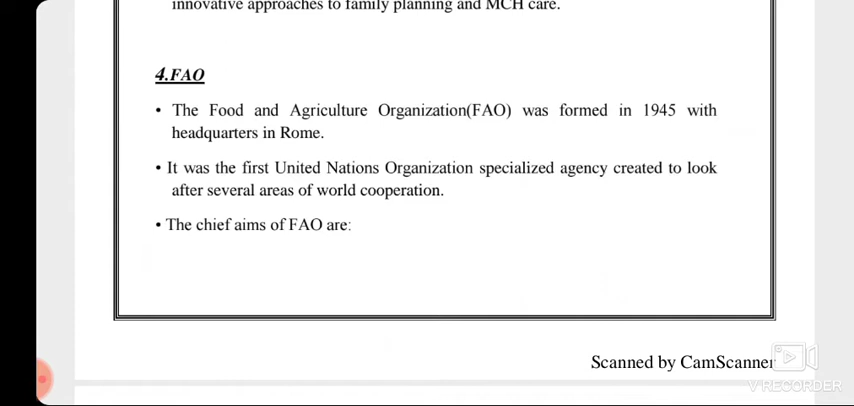 innovative approaches to family planning and MCH care.
4.FAO
• The Food and Agriculture Organization(FAO) was formed in 1945 with
headquarters in Rome.
• It was the first United Nations Organization specialized agency created to look
after several areas of world cooperation.
• The chief aims of FAO are:
Scanned by CamScanner
V RECORDER